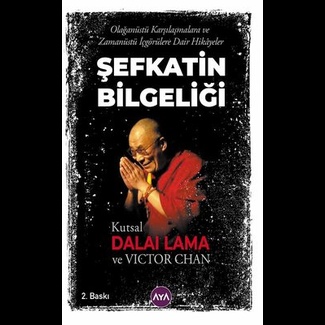 Olağanüstü Karşılaşmalara ve
Zamanüstü İçgörülere Dair Hikâyeler
ŞEFKATİN
BİLGELİĞİ
Kutsal
DALAI LAMA
ve VICTOR CHAN
2. Baskı
AYA